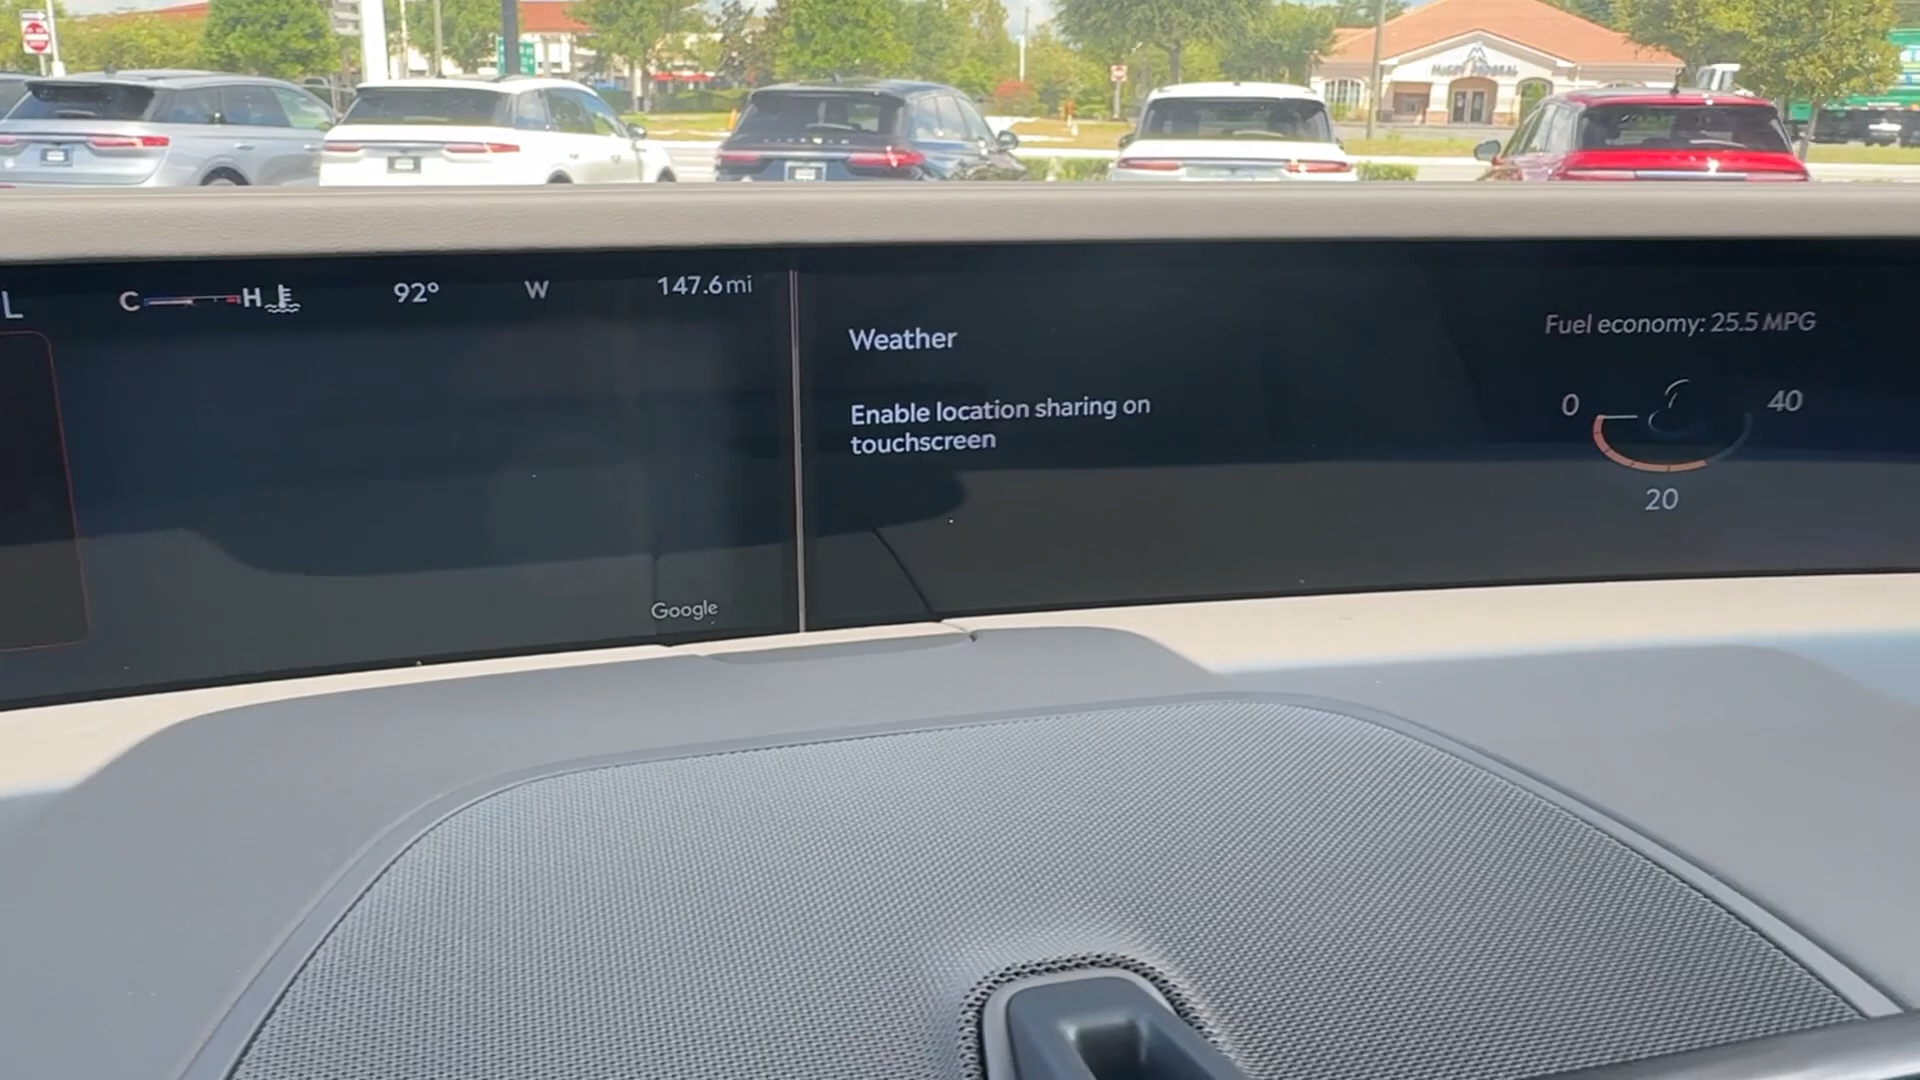 L
C H
92°
W
147.6 mi
Weather
Enable location sharing on
touchscreen
Google
Fuel economy: 25.5 MPG
0
40
20